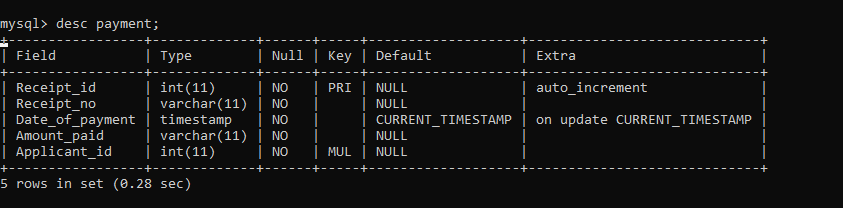 mysql> desc payment;
+-----------------+-------------+------+-----+-------------------+-----------------------------+
| Field           | Type        | Null | Key | Default           | Extra                       |
+-----------------+-------------+------+-----+-------------------+-----------------------------+
| Receipt_id      | int(11)     | NO   | PRI | NULL              | auto_increment              |
| Receipt_no      | varchar(11) | NO   |     | NULL              |                             |
| Date_of_payment | timestamp   | NO   |     | CURRENT_TIMESTAMP | on update CURRENT_TIMESTAMP |
| Amount_paid     | varchar(11) | NO   |     | NULL              |                             |
| Applicant_id    | int(11)     | NO   | MUL | NULL              |                             |
+-----------------+-------------+------+-----+-------------------+-----------------------------+
5 rows in set (0.28 sec)